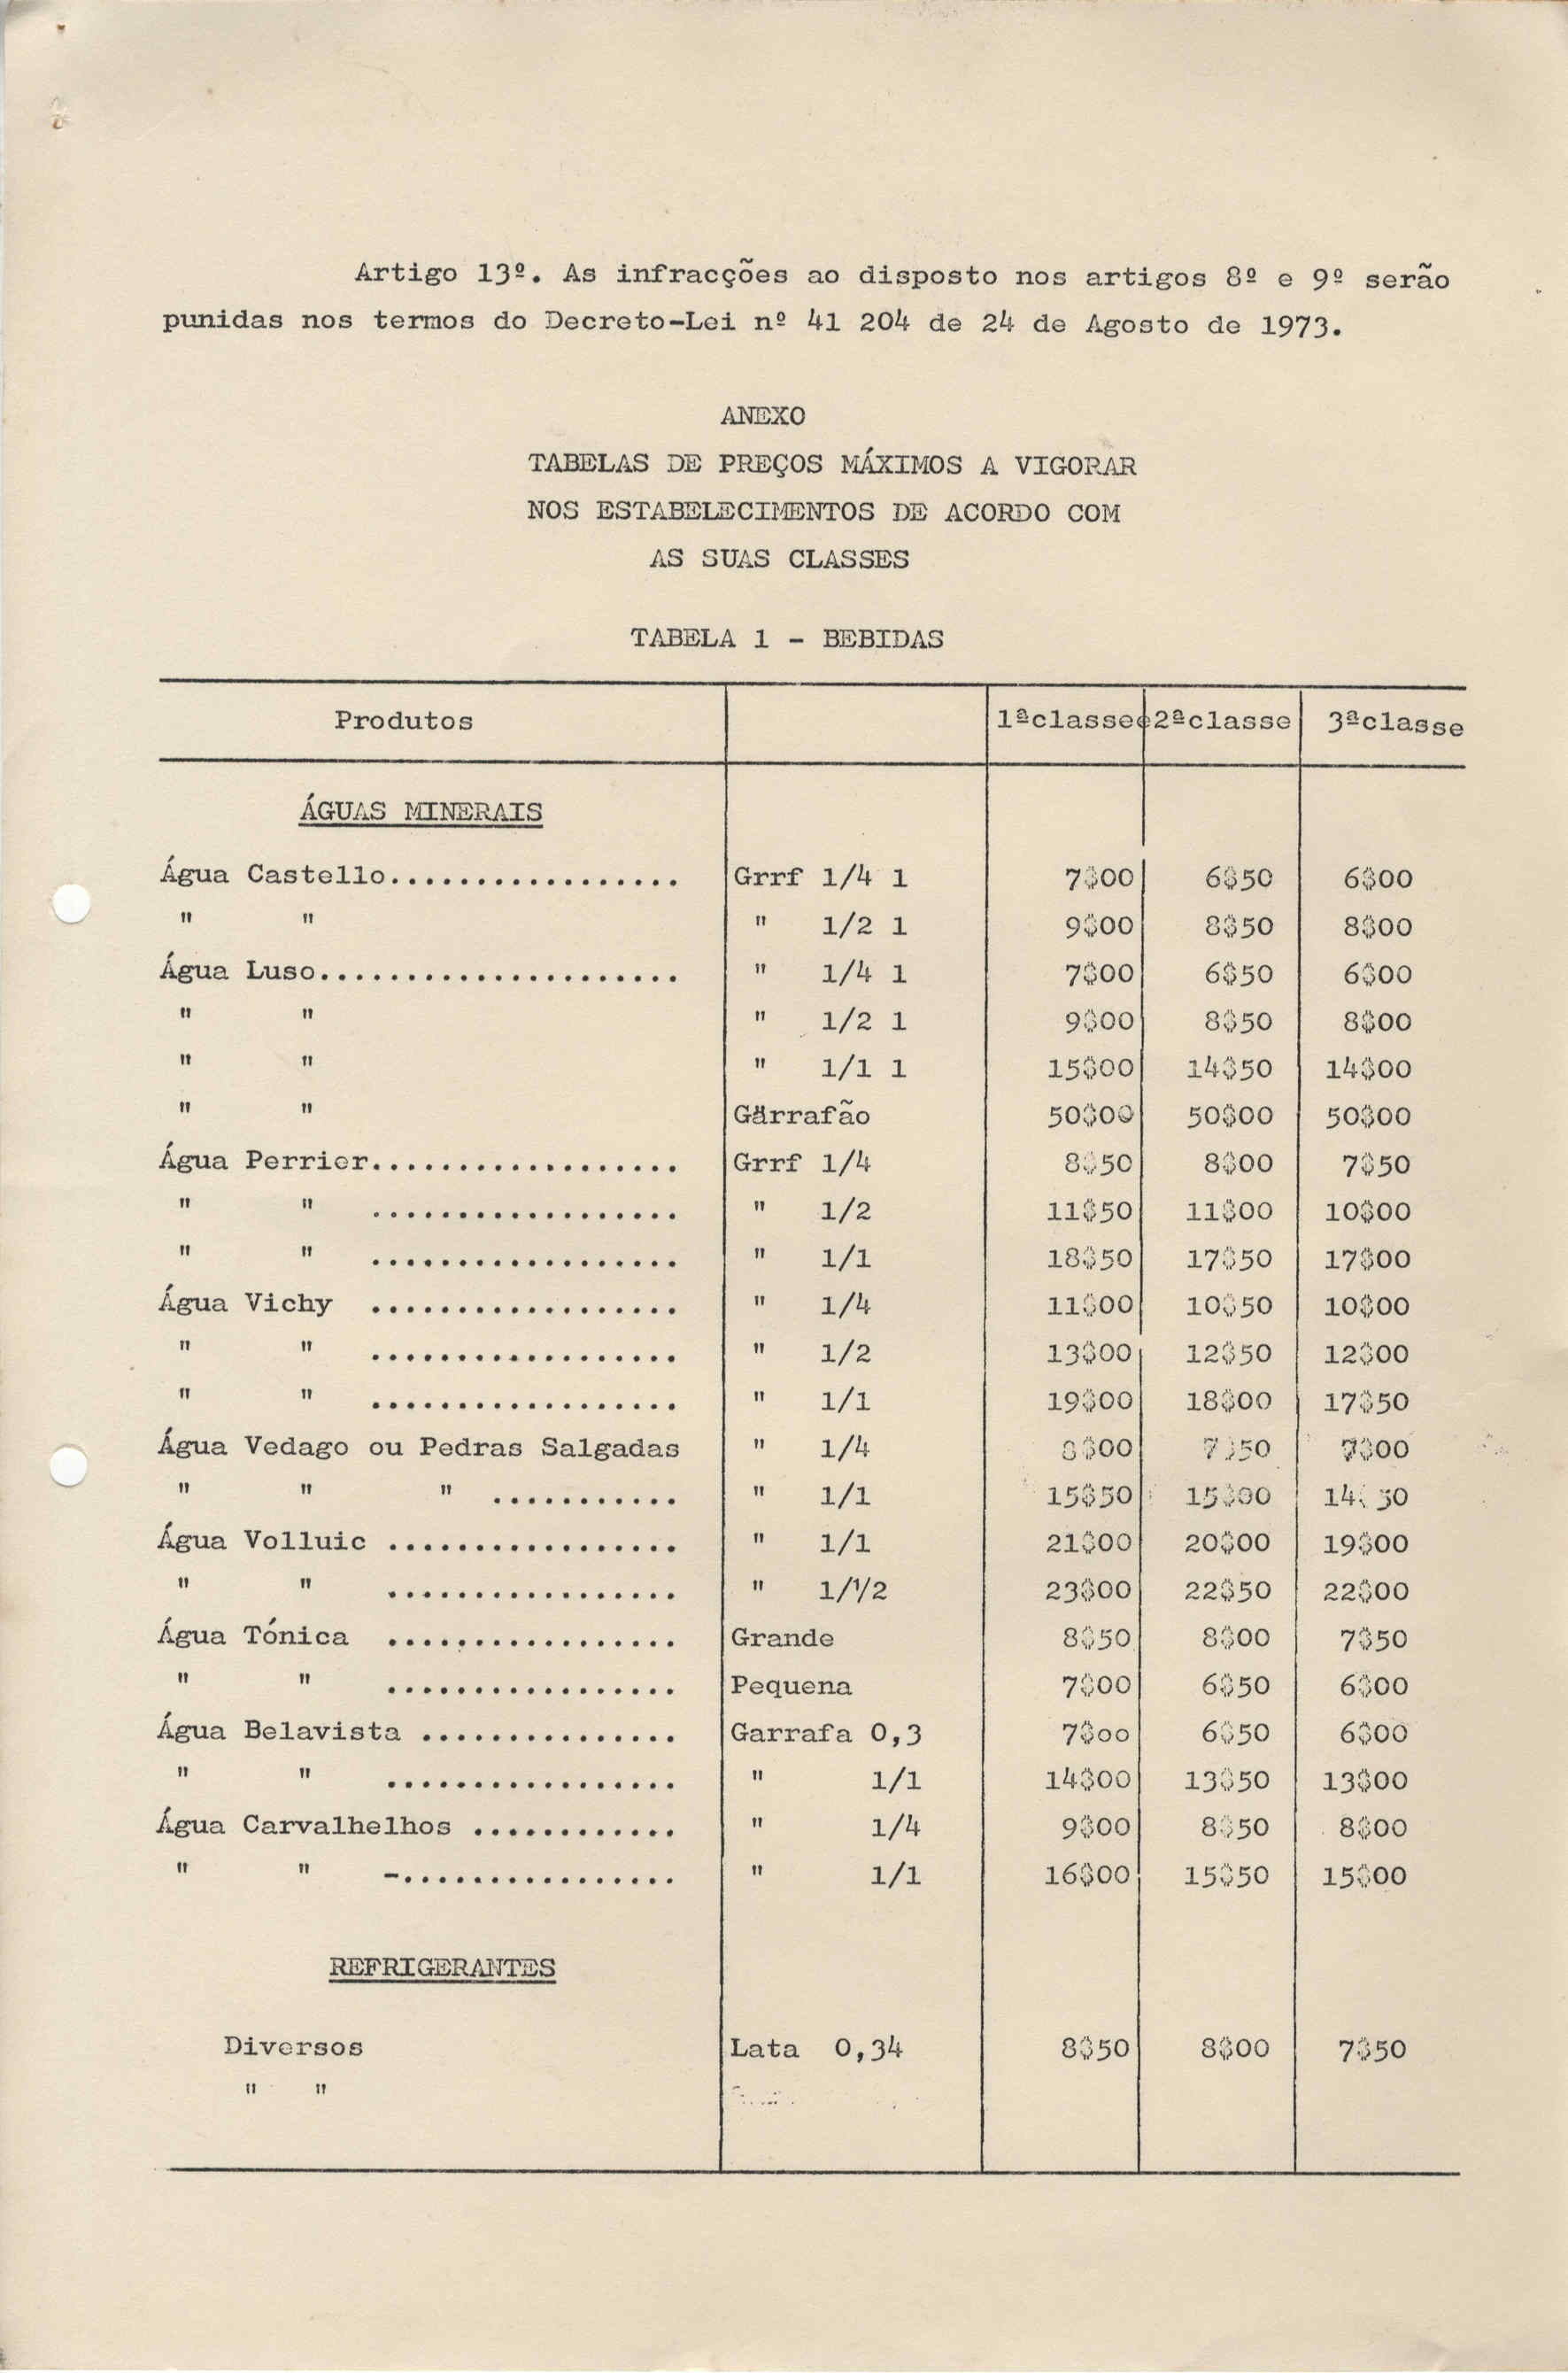 Artigo 13º. As infracções ao disposto nos artigos 8º e 9º serão
punidas nos termos do Decreto-Lei nº 41 204 de 24 de Agosto de 1973.
ANEXO
TABELAS DE PREÇOS MÁXIMOS A VIGORAR
NOS ESTABELECIMENTOS DE ACORDO COM
AS SUAS CLASSES
TABELA 1 - BEBIDAS
Produtos 1ªclasse 2ªclasse 3ªclasse
ÁGUAS MINERAIS
Água Castello................. Grrf 1/4 l 7$00 6$50 6$00
" " " 1/2 l 9$00 8$50 8$00
Água Luso..................... " 1/4 l 7$00 6$50 6$00
" " " 1/2 l 9$00 8$50 8$00
" " " 1/1 l 15$00 14$50 14$00
" " Garrafão 50$00 50$00 50$00
Água Perrier.................. Grrf 1/4 8$50 8$00 7$50
" " .................. " 1/2 11$50 11$00 10$00
" " .................. " 1/1 18$50 17$50 17$00
Água Vichy .................. " 1/4 11$00 10$50 10$00
" " .................. " 1/2 13$00 12$50 12$00
" " .................. " 1/1 19$00 18$00 17$50
Água Vedago ou Pedras Salgadas " 1/4 8$00 7$50 7$00
" " " ........... " 1/1 15$50 15$00 14$50
Água Volluic ................. " 1/1 21$00 20$00 19$00
" " ................. " 1/1/2 23$00 22$50 22$00
Água Tónica ................. Grande 8$50 8$00 7$50
" " ................. Pequena 7$00 6$50 6$00
Água Belavista ............... Garrafa 0,3 7$oo 6$50 6$00
" " ................. " 1/1 14$00 13$50 13$00
Água Carvalhelhos ............ " 1/4 9$00 8$50 8$00
" " -................ " 1/1 16$00 15$50 15$00
REFRIGERANTES
Diversos Lata 0,34 8$50 8$00 7$50
" "